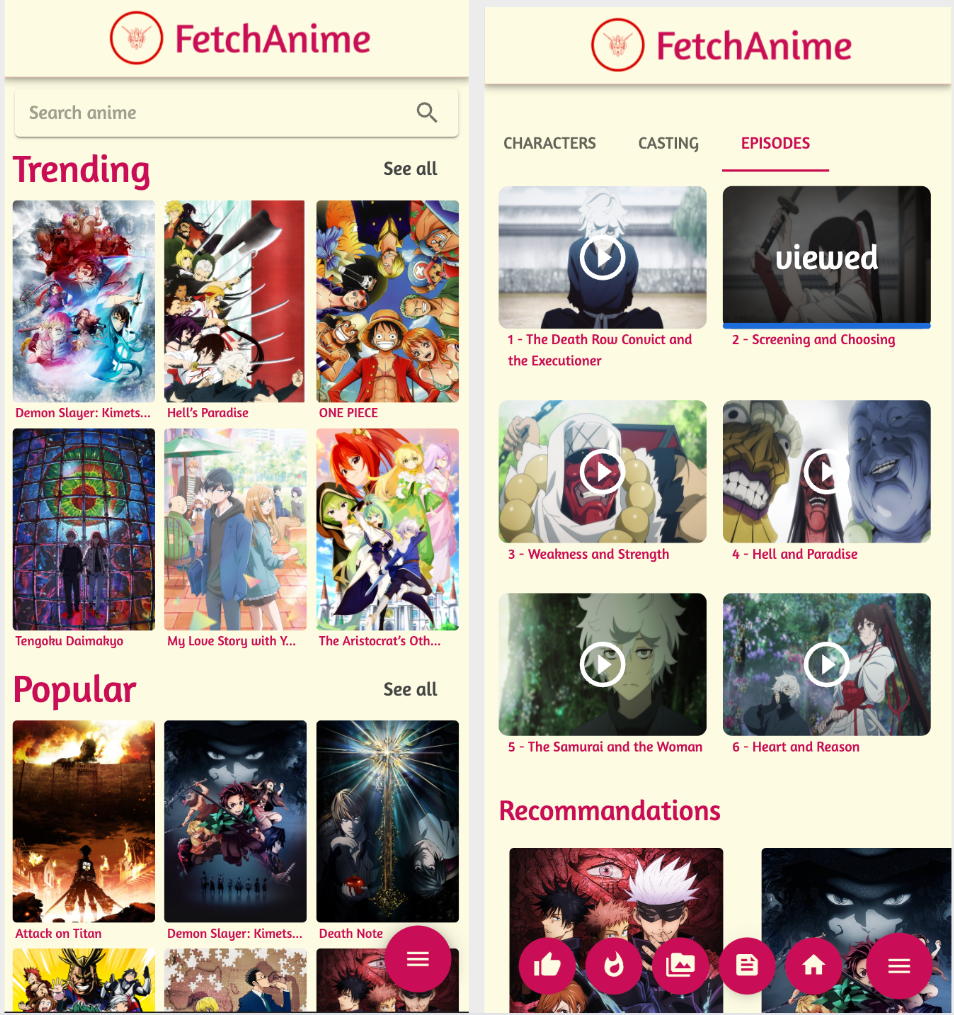 FetchAnime
Search anime
Trending
See all
Demon Slayer: Kimets...
Hell's Paradise
ONE PIECE
Tengoku Daimakyo
My Love Story with Y...
The Aristocrat's Oth...
Popular
See all
Attack on Titan
Demon Slayer: Kimets...
Death Note
FetchAnime
CHARACTERS
CASTING
EPISODES
viewed
1 - The Death Row Convict and
the Executioner
2 - Screening and Choosing
3 - Weakness and Strength
4 - Hell and Paradise
5 - The Samurai and the Woman
6 - Heart and Reason
Recommandations